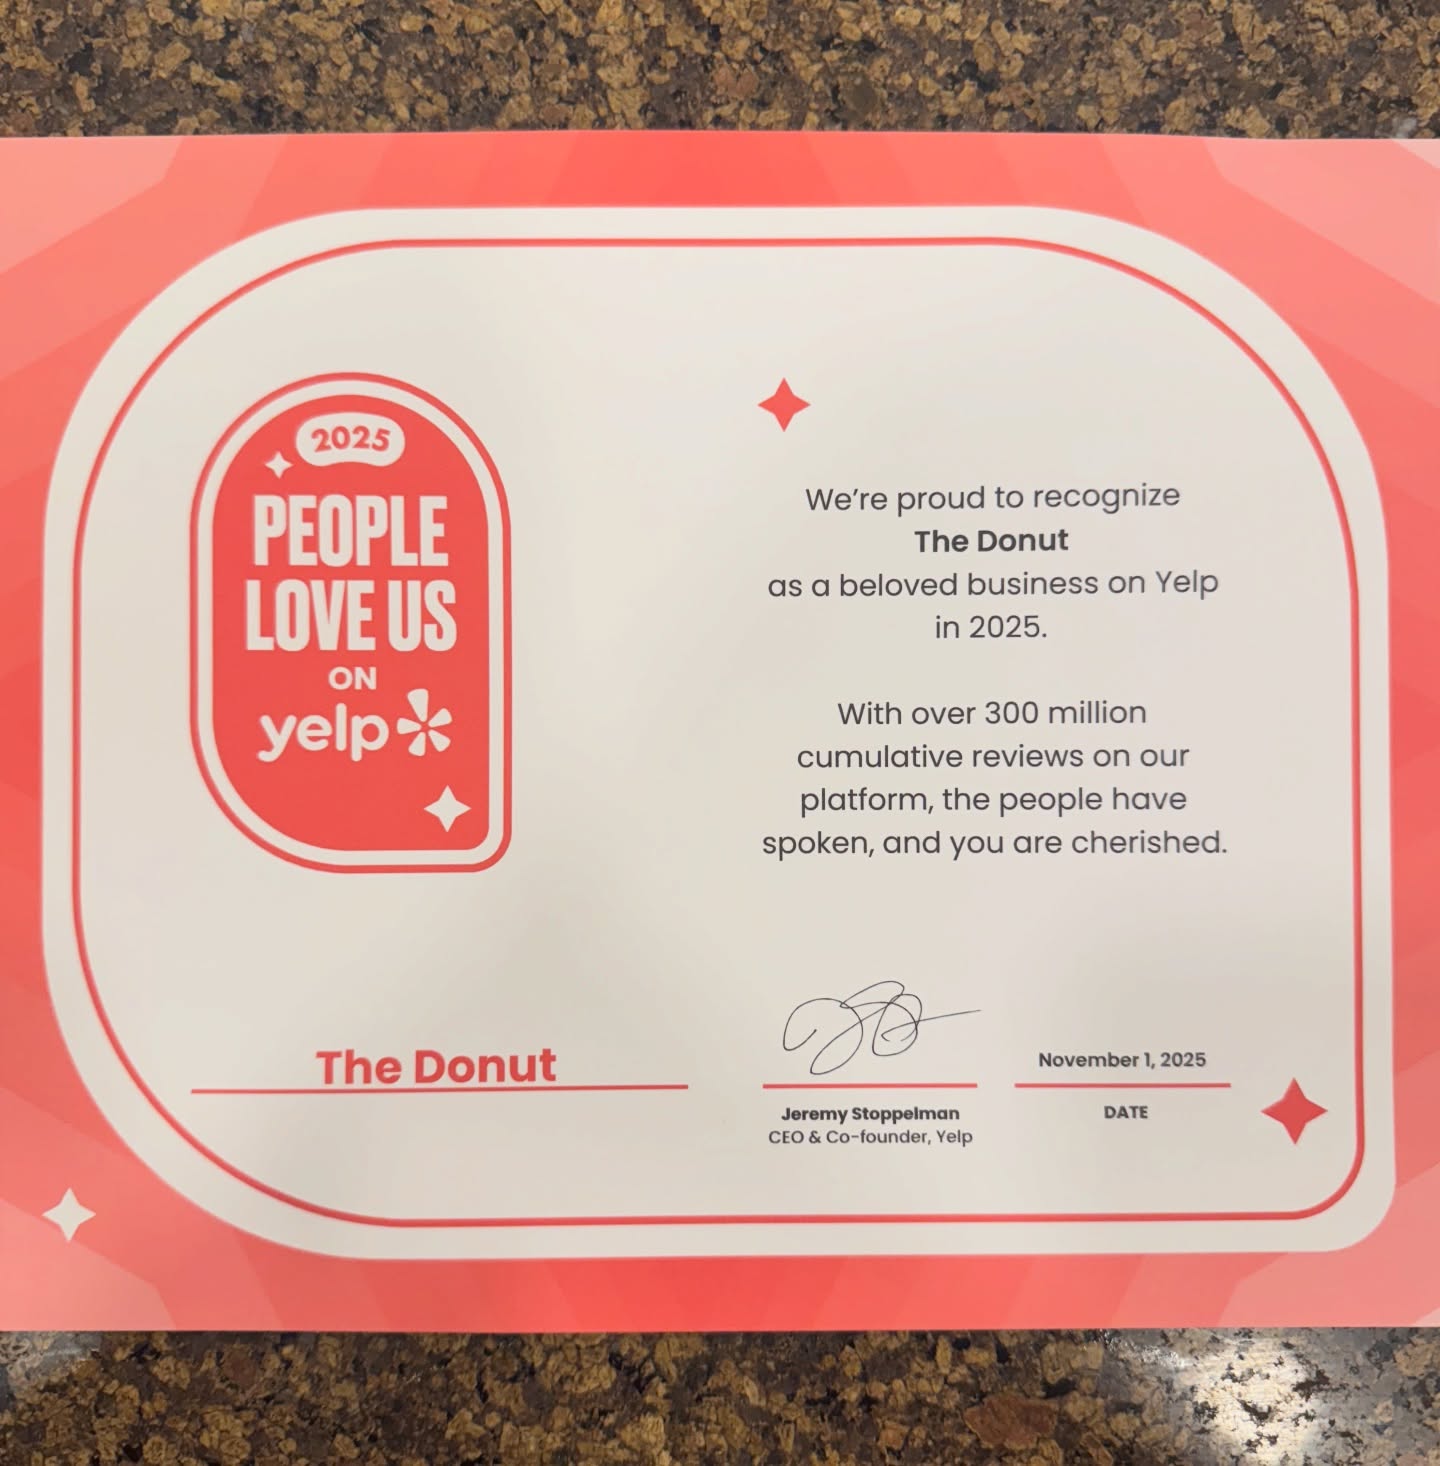 2025
PEOPLE
LOVE US
ON
yelp
The Donut
We're proud to recognize
The Donut
as a beloved business on Yelp
in 2025.
With over 300 million
cumulative reviews on our
platform, the people have
spoken, and you are cherished.
Jeremy Stoppelman
CEO & Co-founder, Yelp
November 1, 2025
DATE